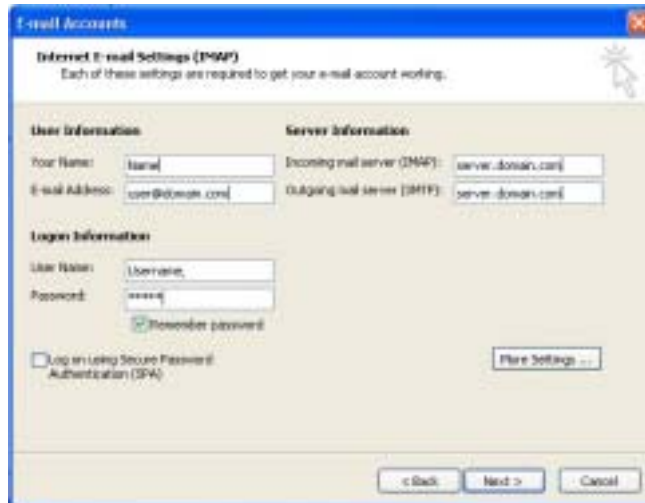 E-mail Accounts
Internet E-mail Settings (IMAP)
Each of these settings are required to get your e-mail account working.
User Information
Server Information
Your Name: Name
Incoming mail server (IMAP): server.domain.com
E-mail Address: user@domain.com
Outgoing mail server (SMTP): server.domain.com
Logon Information
User Name: Username,
Password: *****
Remember password
Log on using Secure Password
Authentication (SPA)
More Settings ...
< Back
Next >
Cancel